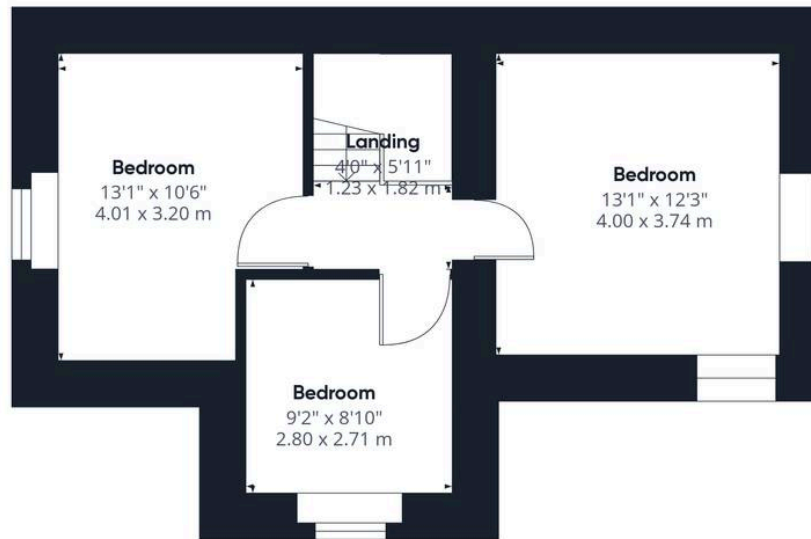 Landing
4'0" x 5'11"
1.23 x 1.82 m
Bedroom
13'1" x 10'6"
4.01 x 3.20 m
Bedroom
13'1" x 12'3"
4.00 x 3.74 m
Bedroom
9'2" x 8'10"
2.80 x 2.71 m